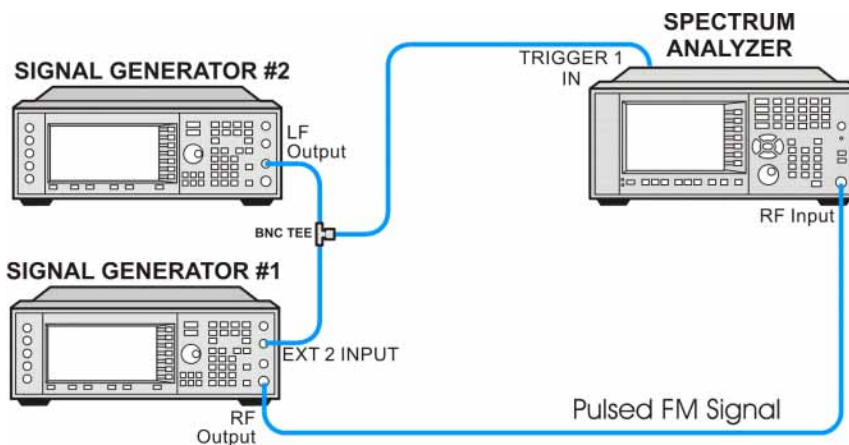 SPECTRUM
ANALYZER
TRIGGER 1
IN
SIGNAL GENERATOR #2
LF
Output
BNC TEE
RF Input
SIGNAL GENERATOR #1
EXT 2 INPUT
RF
Output
Pulsed FM Signal